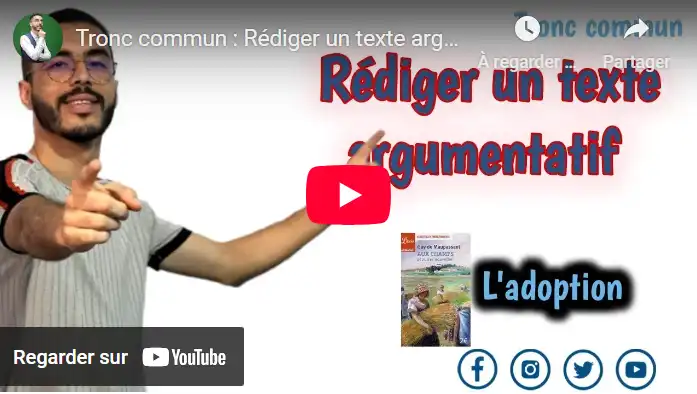 Tronc commun : Rédiger un texte arg...
Tronc commun
À regarder ...
Partager
Rédiger un texte
argumentatif
Guy de Maupassant
AUX CHAMPS
L'adoption
Regarder sur YouTube